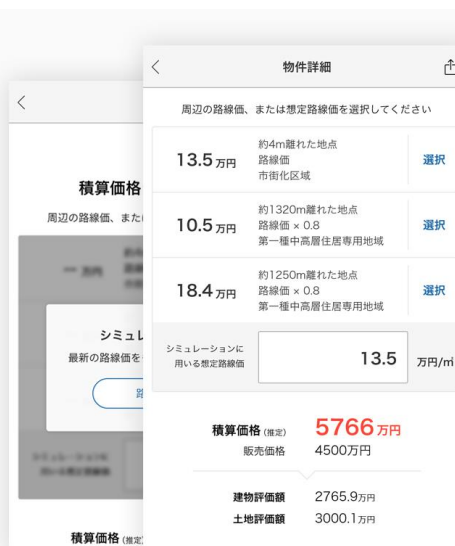 物件詳細
周辺の路線価、または想定路線価を選択してください
13.5 万円
約4m離れた地点
路線価
市街化区域
選択
10.5 万円
約1320m離れた地点
路線価 × 0.8
第一種中高層住居専用地域
選択
18.4 万円
約1250m離れた地点
路線価 × 0.8
第一種中高層住居専用地域
選択
シミュレーションに
用いる想定路線価
13.5 万円/㎡
積算価格 (推定) 5766 万円
販売価格 4500万円
建物評価額 2765.9万円
土地評価額 3000.1万円
積算価格
周辺の路線価、また
シミュレ
最新の路線価を
積算価格 (推定